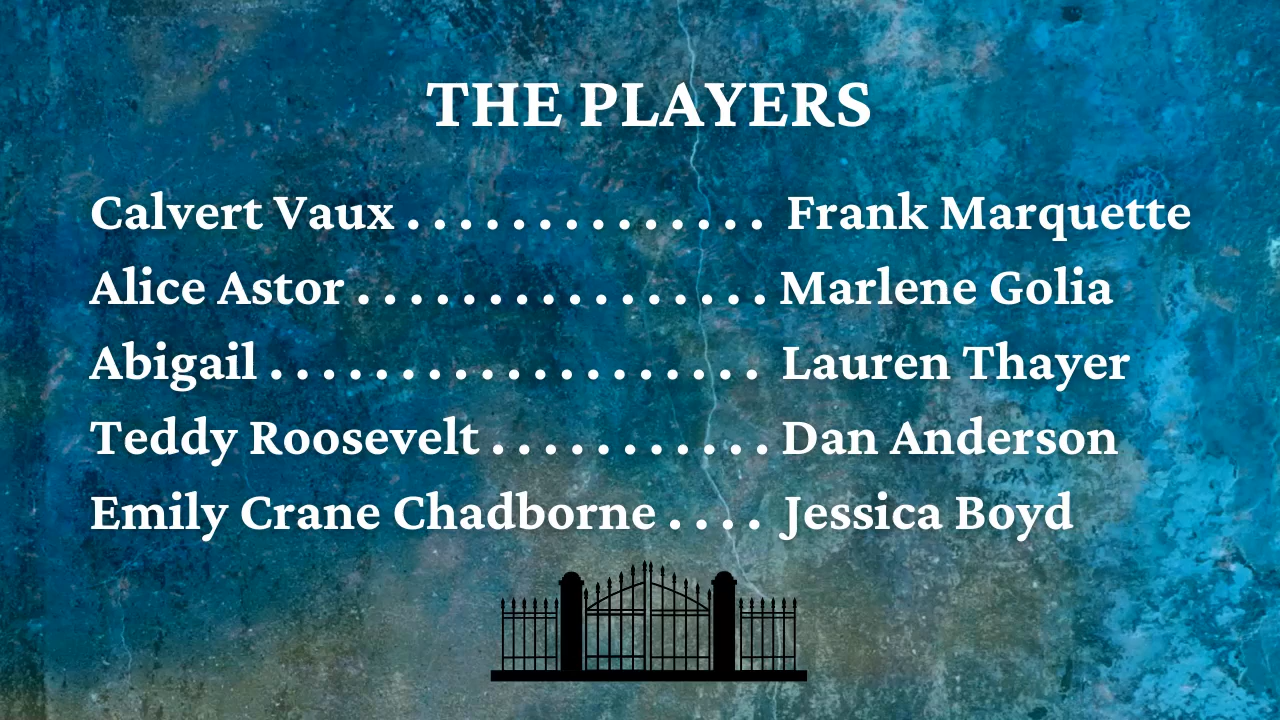 THE PLAYERS
Calvert Vaux . . . . . . . . . . . . . . Frank Marquette
Alice Astor . . . . . . . . . . . . . . . . Marlene Golia
Abigail . . . . . . . . . . . . . . . . . . . Lauren Thayer
Teddy Roosevelt . . . . . . . . . . . Dan Anderson
Emily Crane Chadborne . . . . Jessica Boyd